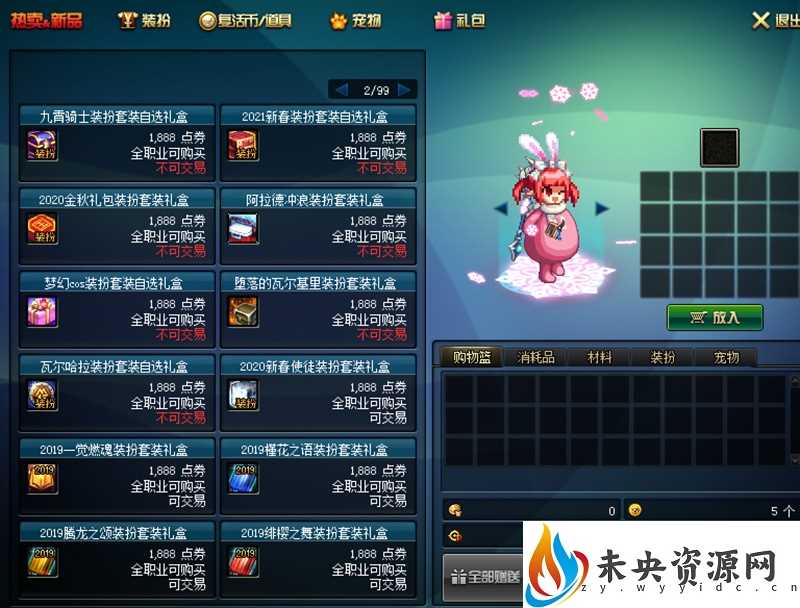 热卖&新品 装扮 复活币/道具 宠物 礼包 退出
2/99
九霄骑士装扮套装自选礼盒
1,888 点券
全职业可购买
不可交易
装扮
2021新春装扮套装自选礼盒
1,888 点券
全职业可购买
不可交易
装扮
2020金秋礼包装扮套装礼盒
1,888 点券
全职业可购买
不可交易
装扮
阿拉德冲浪装扮套装礼盒
1,888 点券
全职业可购买
不可交易
梦幻cos装扮套装自选礼盒
1,888 点券
全职业可购买
不可交易
堕落的瓦尔基里装扮套装礼盒
1,888 点券
全职业可购买
不可交易
瓦尔哈拉装扮套装自选礼盒
1,888 点券
全职业可购买
不可交易
装扮
2020新春使徒装扮套装礼盒
1,888 点券
全职业可购买
可交易
装扮
2019一觉燃魂装扮套装礼盒
2019
1,888 点券
全职业可购买
可交易
2019槿花之语装扮套装礼盒
2019
1,888 点券
全职业可购买
可交易
2019腾龙之颂装扮套装礼盒
2019
1,888 点券
全职业可购买
可交易
2019绯樱之舞装扮套装礼盒
2019
1,888 点券
全职业可购买
可交易
放入
购物篮 消耗品 材料 装扮 宠物
0
5 个
全部赠送
未央资源网
zy.wyyidc.cn